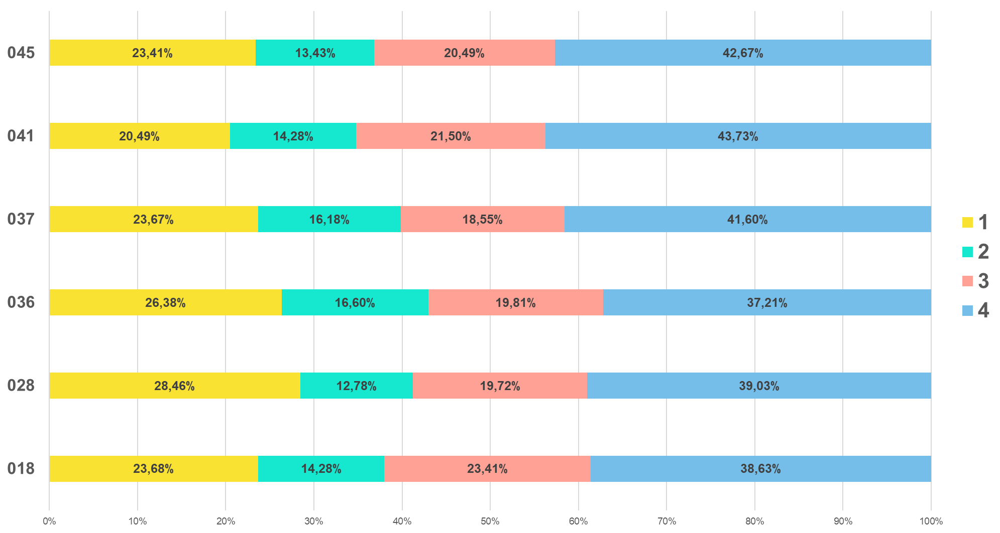 045 23,41% 13,43% 20,49% 42,67%
041 20,49% 14,28% 21,50% 43,73%
037 23,67% 16,18% 18,55% 41,60%
036 26,38% 16,60% 19,81% 37,21%
028 28,46% 12,78% 19,72% 39,03%
018 23,68% 14,28% 23,41% 38,63%
0% 10% 20% 30% 40% 50% 60% 70% 80% 90% 100%
1
2
3
4